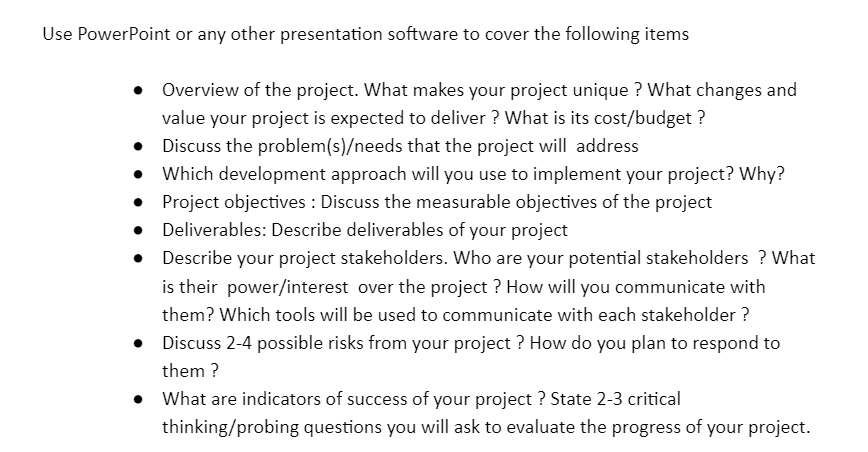 Use PowerPoint or any other presentation software to cover the following items
● Overview of the project. What makes your project unique ? What changes and
value your project is expected to deliver ? What is its cost/budget ?
● Discuss the problem(s)/needs that the project will  address
● Which development approach will you use to implement your project? Why?
● Project objectives : Discuss the measurable objectives of the project
● Deliverables: Describe deliverables of your project
● Describe your project stakeholders. Who are your potential stakeholders  ? What
is their  power/interest  over the project ? How will you communicate with
them? Which tools will be used to communicate with each stakeholder ?
● Discuss 2-4 possible risks from your project ? How do you plan to respond to
them ?
● What are indicators of success of your project ? State 2-3 critical
thinking/probing questions you will ask to evaluate the progress of your project.